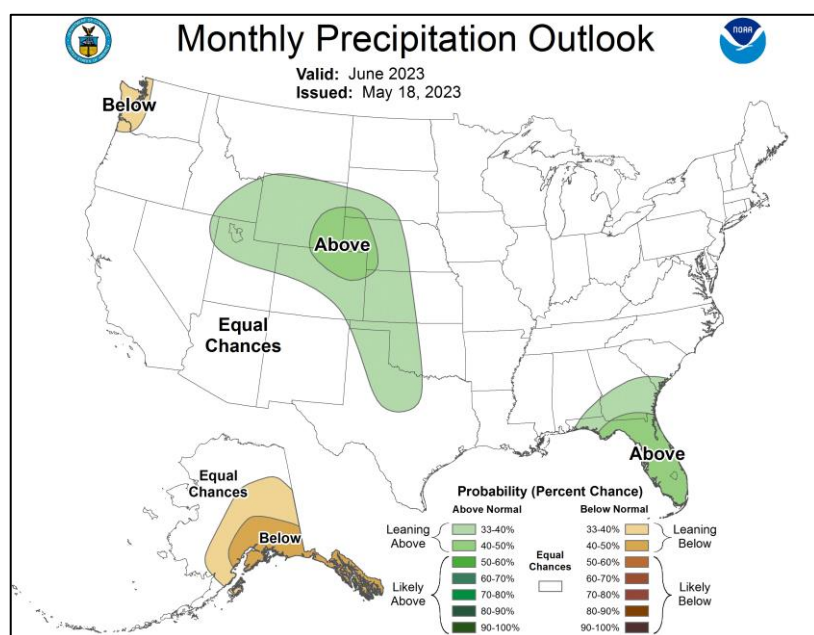 Monthly Precipitation Outlook
NOAA
Valid: June 2023
Issued: May 18, 2023
Below
Above
Equal
Chances
Above
Equal
Chances
Below
Probability (Percent Chance)
Above Normal
Below Normal
Leaning
Above
33-40%
40-50%
50-60%
60-70%
70-80%
80-90%
90-100%
Likely
Above
Equal
Chances
33-40%
40-50%
50-60%
60-70%
70-80%
80-90%
90-100%
Leaning
Below
Likely
Below